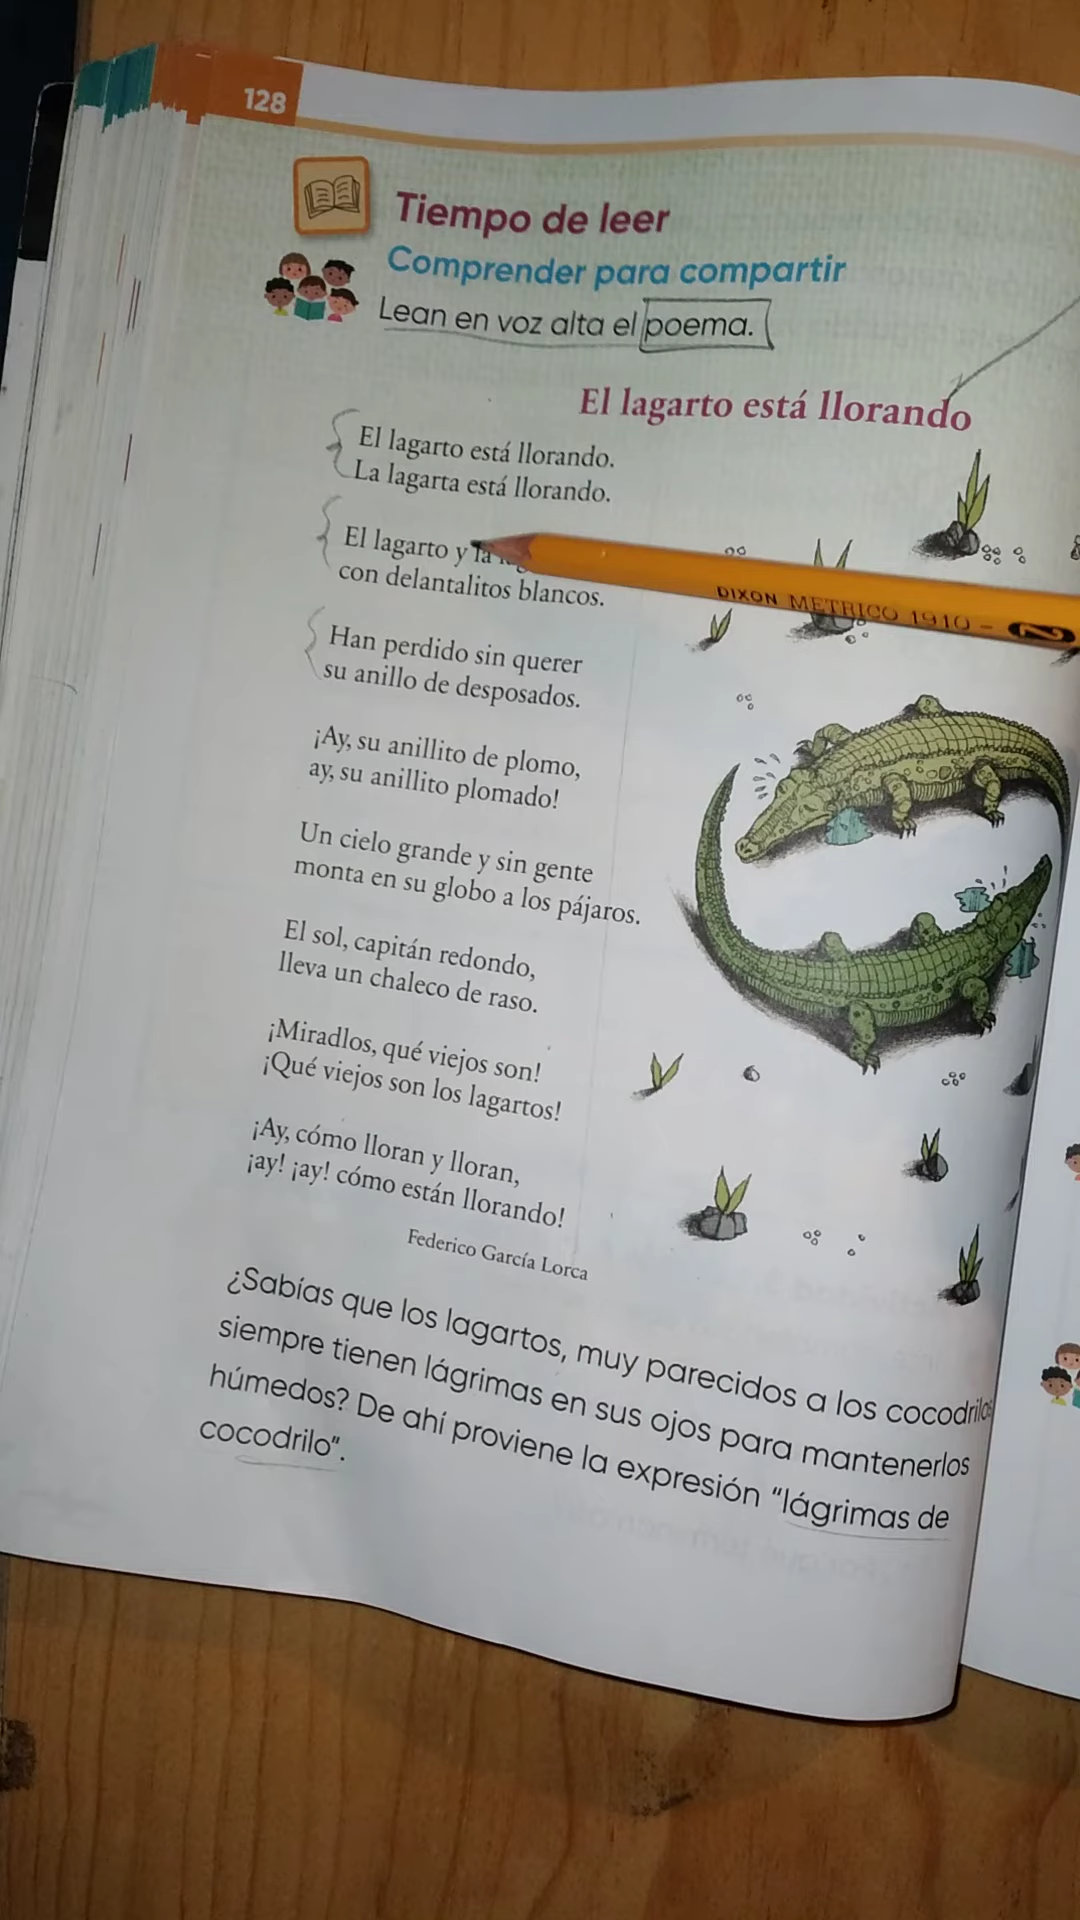 128
Tiempo de leer
Comprender para compartir
Lean en voz alta el poema.
El lagarto está llorando
El lagarto está llorando.
La lagarta está llorando.
El lagarto y la
con delantalitos blancos.
DIXON METRICO 1910 - 2
Han perdido sin querer
su anillo de desposados.
¡Ay, su anillito de plomo,
ay, su anillito plomado!
Un cielo grande y sin gente
monta en su globo a los pájaros.
El sol, capitán redondo,
lleva un chaleco de raso.
¡Miradlos, qué viejos son!
¡Qué viejos son los lagartos!
¡Ay, cómo lloran y lloran,
¡ay! ¡ay! cómo están llorando!
Federico García Lorca
¿Sabías que los lagartos, muy parecidos a los cocodrilos
siempre tienen lágrimas en sus ojos para mantenerlos
húmedos? De ahí proviene la expresión "lágrimas de
cocodrilo".